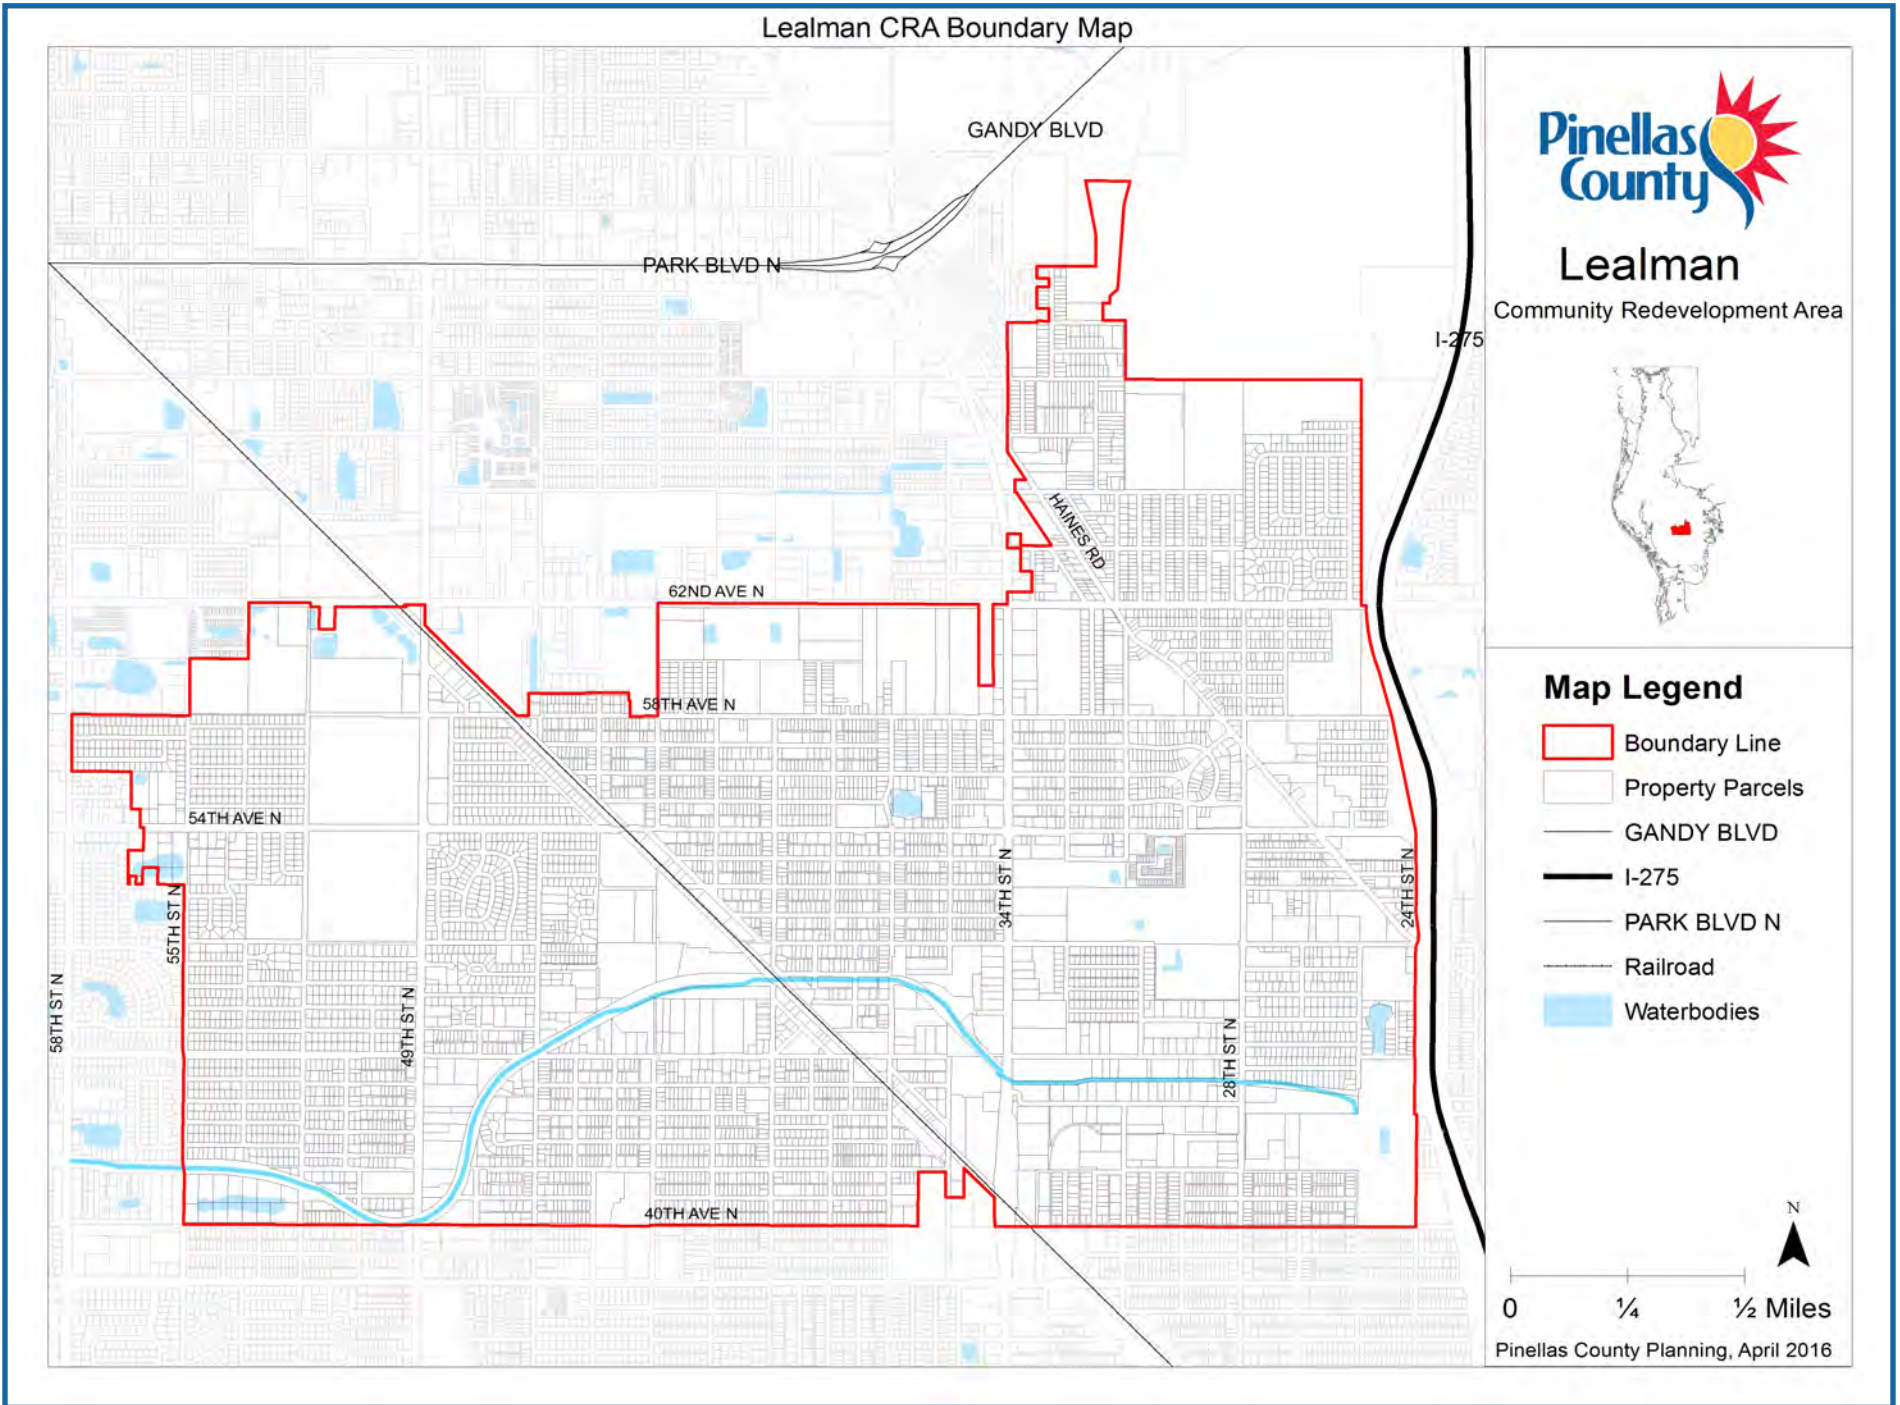 Lealman CRA Boundary Map
GANDY BLVD
PARK BLVD N
I-275
HAINES RD
62ND AVE N
58TH AVE N
54TH AVE N
34TH ST N
24TH ST N
55TH ST N
58TH ST N
49TH ST N
28TH ST N
40TH AVE N
Pinellas
County
Lealman
Community Redevelopment Area
Map Legend
Boundary Line
Property Parcels
GANDY BLVD
I-275
PARK BLVD N
Railroad
Waterbodies
N
0 ¼ ½ Miles
Pinellas County Planning, April 2016